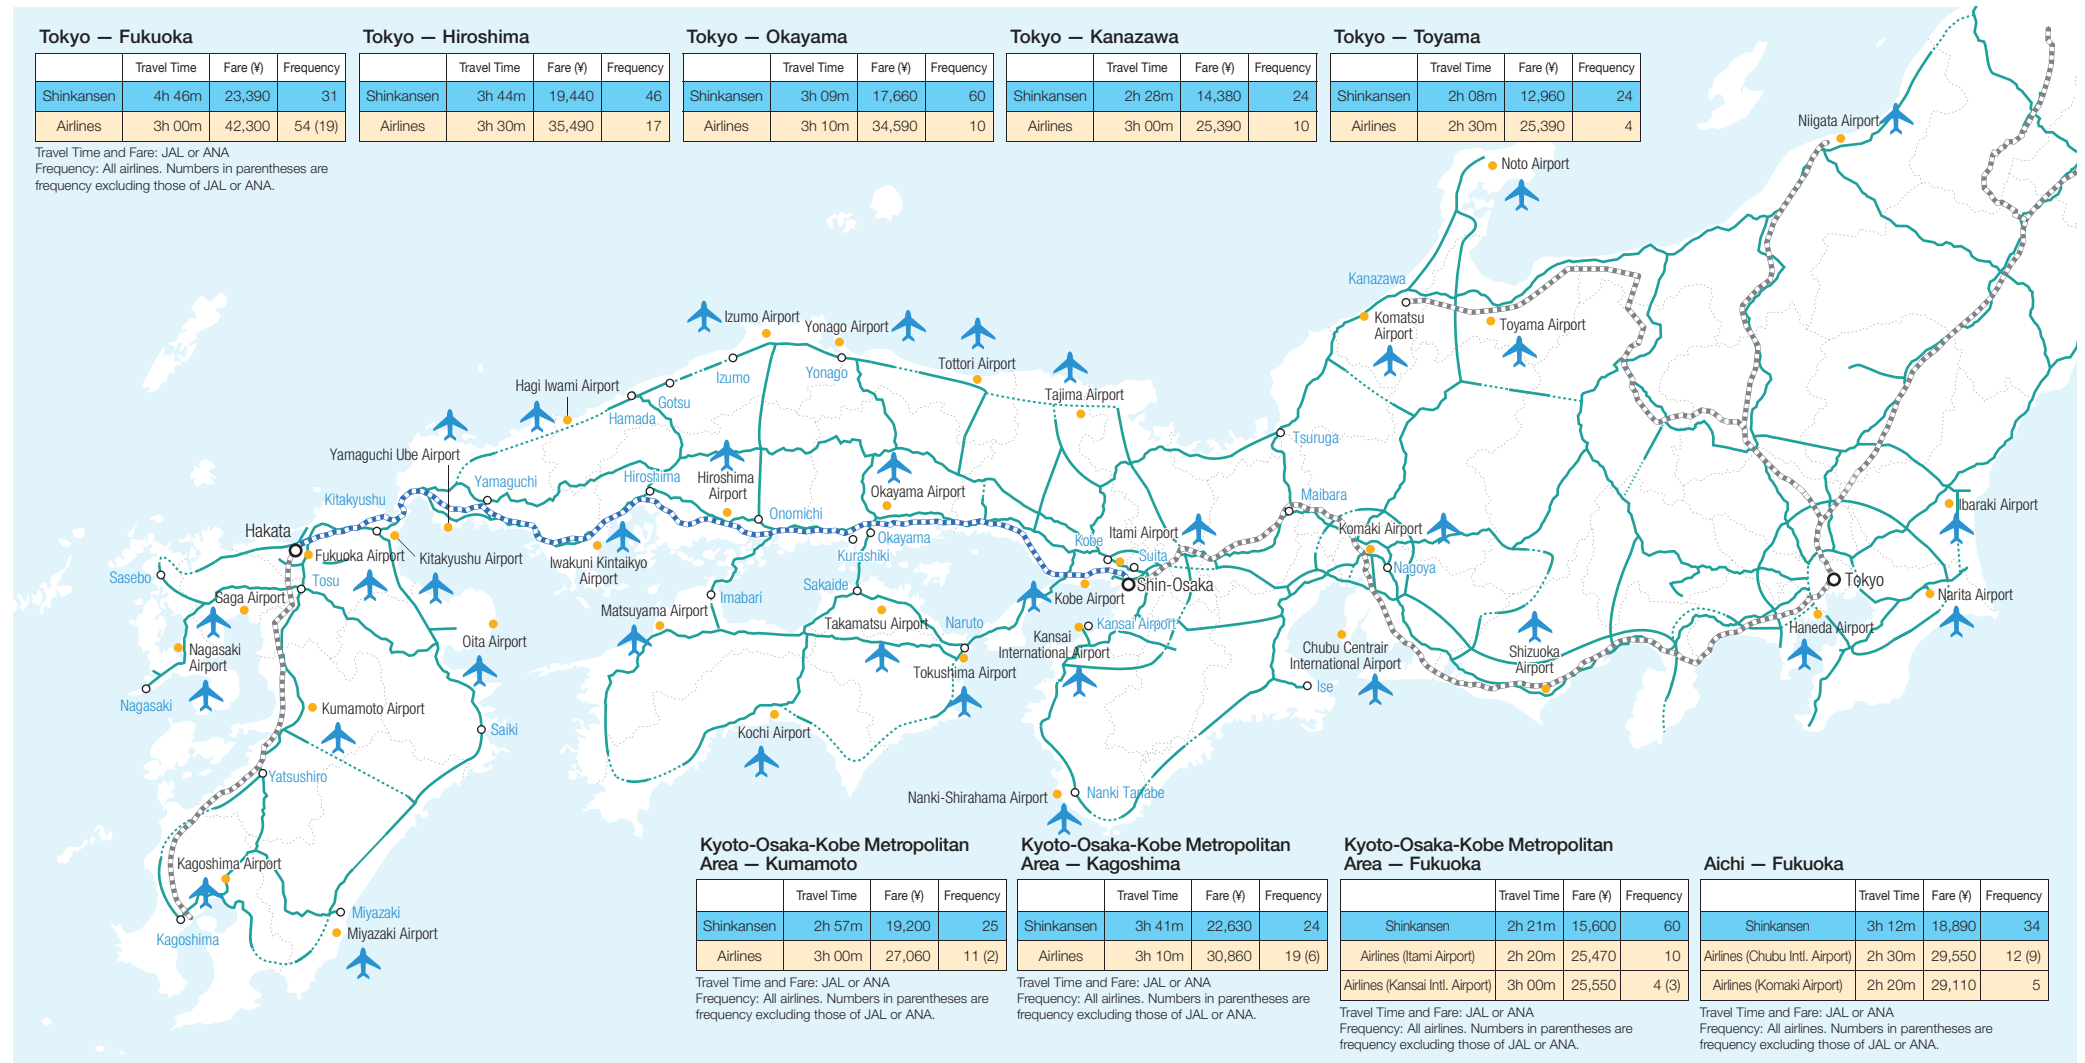 Tokyo — Fukuoka
Travel Time Fare (¥) Frequency
Shinkansen 4h 46m 23,390 31
Airlines 3h 00m 42,300 54 (19)
Travel Time and Fare: JAL or ANA
Frequency: All airlines. Numbers in parentheses are
frequency excluding those of JAL or ANA.
Tokyo — Hiroshima
Travel Time Fare (¥) Frequency
Shinkansen 3h 44m 19,440 46
Airlines 3h 30m 35,490 17
Tokyo — Okayama
Travel Time Fare (¥) Frequency
Shinkansen 3h 09m 17,660 60
Airlines 3h 10m 34,590 10
Tokyo — Kanazawa
Travel Time Fare (¥) Frequency
Shinkansen 2h 28m 14,380 24
Airlines 3h 00m 25,390 10
Tokyo — Toyama
Travel Time Fare (¥) Frequency
Shinkansen 2h 08m 12,960 24
Airlines 2h 30m 25,390 4
Niigata Airport
Noto Airport
Kanazawa
Komatsu
Airport
Toyama Airport
Izumo Airport
Yonago Airport
Tottori Airport
Tajima Airport
Izumo
Yonago
Hagi Iwami Airport
Gotsu
Hamada
Tsuruga
Yamaguchi Ube Airport
Yamaguchi
Hiroshima
Hiroshima
Airport
Okayama Airport
Kitakyushu
Maibara
Ibaraki Airport
Onomichi
Hakata
Itami Airport
Komaki Airport
Okayama
Kobe
Suita
Kurashiki
Fukuoka Airport
Kitakyushu Airport
Iwakuni Kintaikyo
Airport
Nagoya
Sasebo
Tosu
Sakaide
Shin-Osaka
Tokyo
Saga Airport
Imabari
Kobe Airport
Narita Airport
Matsuyama Airport
Takamatsu Airport
Naruto
Kansai Airport
Haneda Airport
Oita Airport
Kansai
International Airport
Nagasaki
Airport
Chubu Centrair
International Airport
Shizuoka
Airport
Tokushima Airport
Ise
Nagasaki
Kumamoto Airport
Saiki
Kochi Airport
Yatsushiro
Nanki-Shirahama Airport
Nanki Tanabe
Kagoshima Airport
Miyazaki
Kagoshima
Miyazaki Airport
Kyoto-Osaka-Kobe Metropolitan
Area — Kumamoto
Travel Time Fare (¥) Frequency
Shinkansen 2h 57m 19,200 25
Airlines 3h 00m 27,060 11 (2)
Travel Time and Fare: JAL or ANA
Frequency: All airlines. Numbers in parentheses are
frequency excluding those of JAL or ANA.
Kyoto-Osaka-Kobe Metropolitan
Area — Kagoshima
Travel Time Fare (¥) Frequency
Shinkansen 3h 41m 22,630 24
Airlines 3h 10m 30,860 19 (6)
Travel Time and Fare: JAL or ANA
Frequency: All airlines. Numbers in parentheses are
frequency excluding those of JAL or ANA.
Kyoto-Osaka-Kobe Metropolitan
Area — Fukuoka
Travel Time Fare (¥) Frequency
Shinkansen 2h 21m 15,600 60
Airlines (Itami Airport) 2h 20m 25,470 10
Airlines (Kansai Intl. Airport) 3h 00m 25,550 4 (3)
Travel Time and Fare: JAL or ANA
Frequency: All airlines. Numbers in parentheses are
frequency excluding those of JAL or ANA.
Aichi — Fukuoka
Travel Time Fare (¥) Frequency
Shinkansen 3h 12m 18,890 34
Airlines (Chubu Intl. Airport) 2h 30m 29,550 12 (9)
Airlines (Komaki Airport) 2h 20m 29,110 5
Travel Time and Fare: JAL or ANA
Frequency: All airlines. Numbers in parentheses are
frequency excluding those of JAL or ANA.